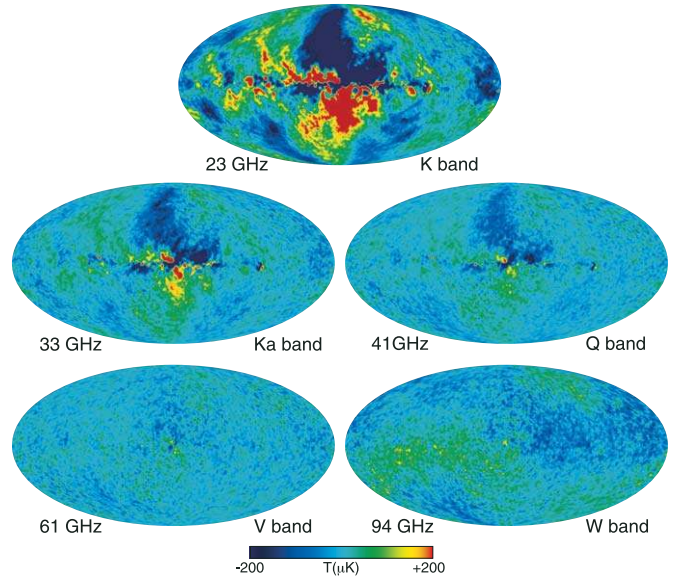 23 GHz K band
33 GHz Ka band
41GHz Q band
61 GHz V band
94 GHz W band
-200 T(μK) +200